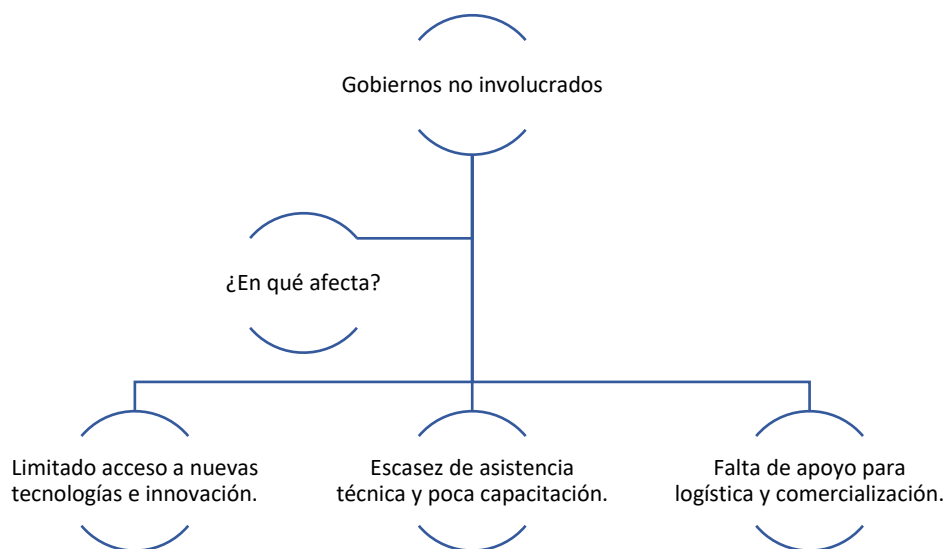 Gobiernos no involucrados
¿En qué afecta?
Limitado acceso a nuevas
tecnologías e innovación.
Escasez de asistencia
técnica y poca capacitación.
Falta de apoyo para
logística y comercialización.